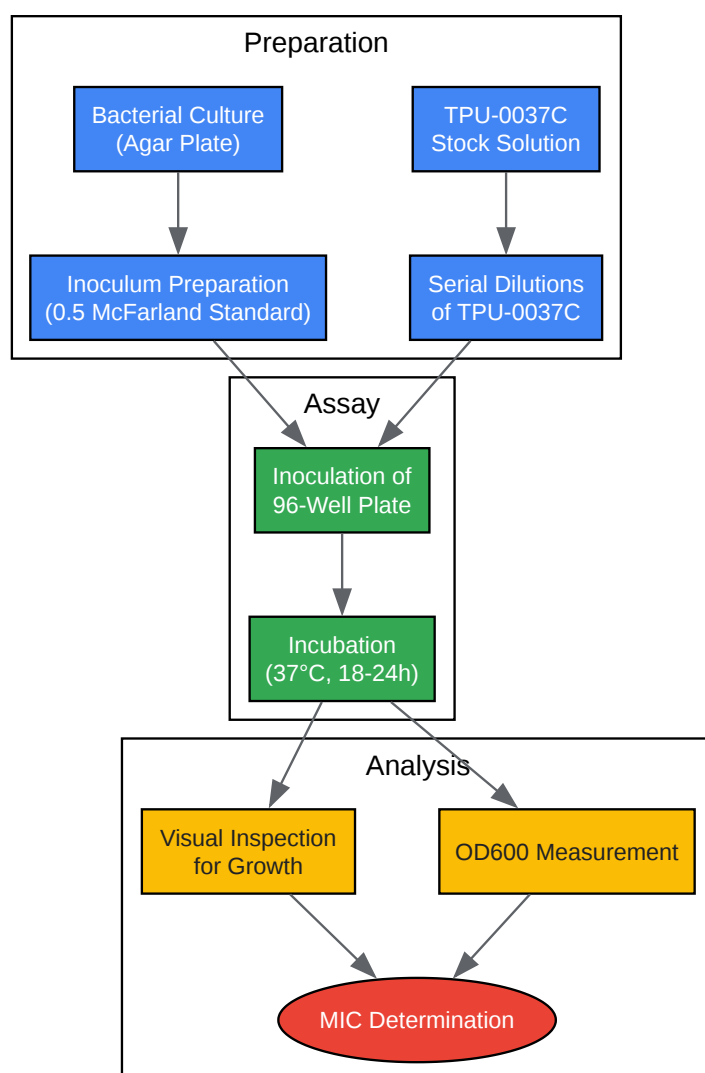 Preparation
Bacterial Culture
(Agar Plate)
TPU-0037C
Stock Solution
Inoculum Preparation
(0.5 McFarland Standard)
Serial Dilutions
of TPU-0037C
Assay
Inoculation of
96-Well Plate
Incubation
(37°C, 18-24h)
Analysis
Visual Inspection
for Growth
OD600 Measurement
MIC Determination